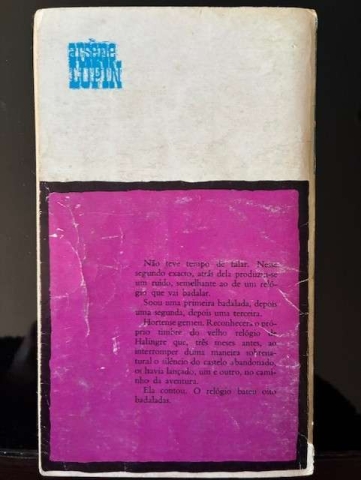 arsène
LUPIN
Não teve tempo de falar. Nesse
segundo exacto, atrás dela produziu-se
um ruído, semelhante ao de um reló-
gio que vai badalar.
Soou uma primeira badalada, depois
uma segunda, depois uma terceira.
Hortense gemeu. Reconhecera o pró-
prio timbre do velho relógio de
Halingre que, três meses antes, ao
interromper duma maneira sobrena-
tural o silêncio do castelo abandonado,
os havia lançado, um e outro, no cami-
nho da aventura.
Ela contou. O relógio bateu oito
badaladas.